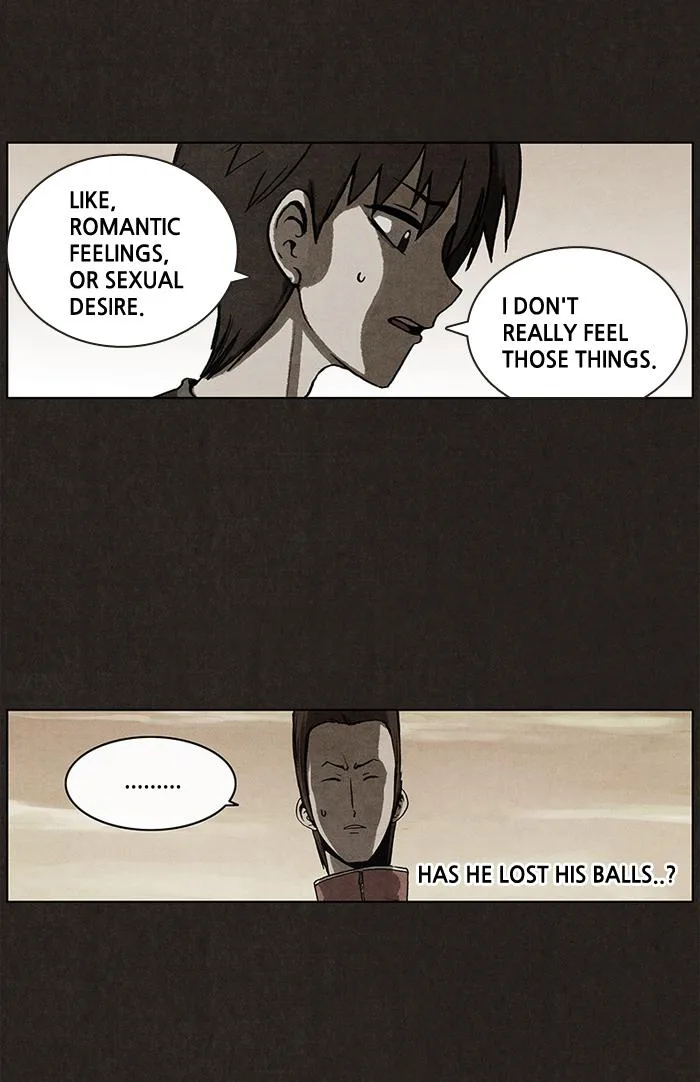 LIKE,
ROMANTIC
FEELINGS,
OR SEXUAL
DESIRE.
I DON'T
REALLY FEEL
THOSE THINGS.
.........
HAS HE LOST HIS BALLS..?